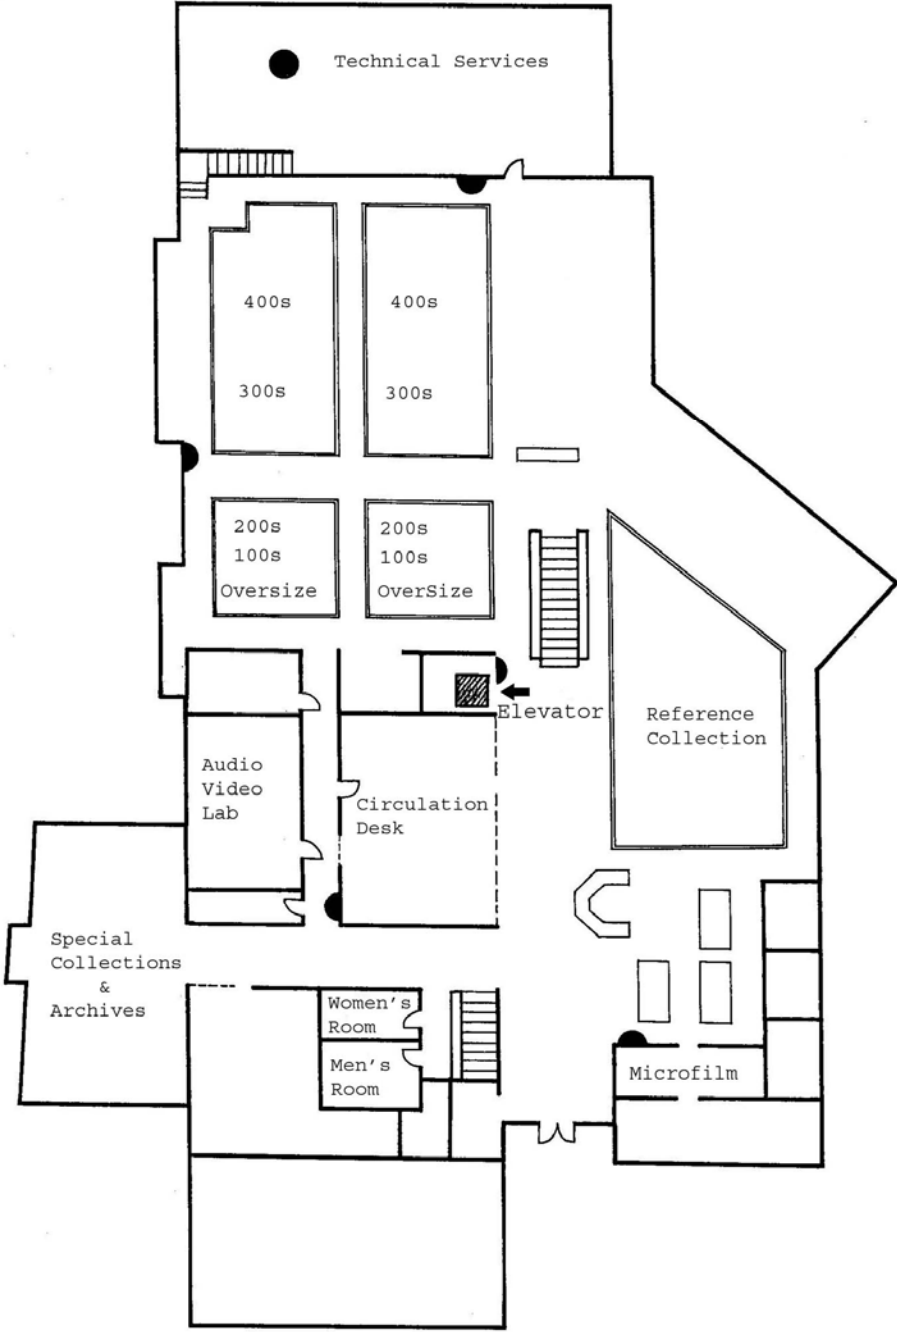 Technical Services
400s
400s
300s
300s
200s
100s
Oversize
200s
100s
OverSize
Elevator
Reference
Collection
Audio
Video
Lab
Circulation
Desk
Special
Collections
&
Archives
Women's
Room
Men's
Room
Microfilm